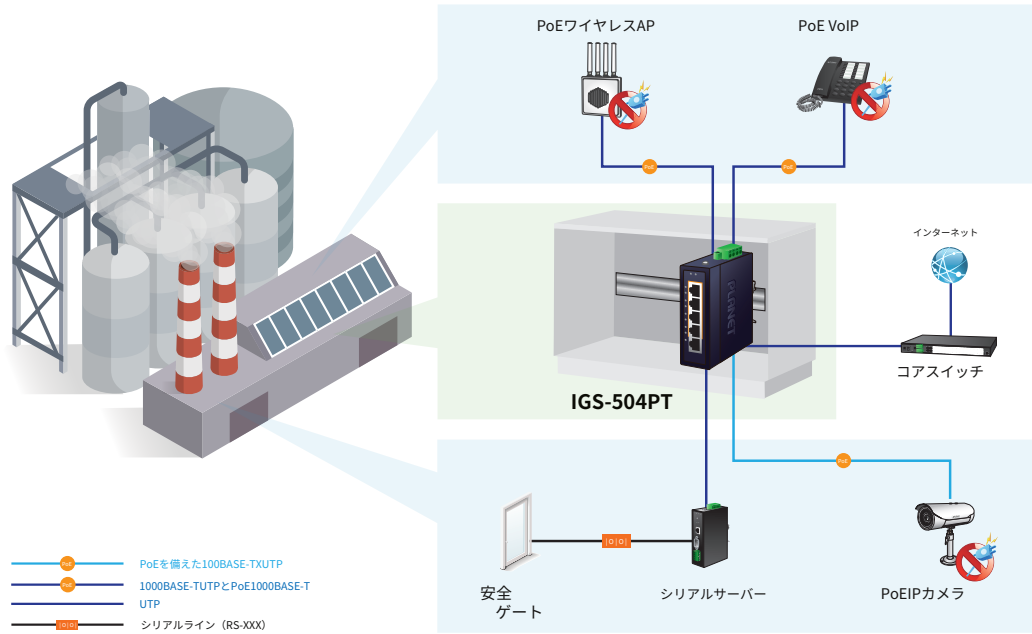 PoEワイヤレスAP
PoE VoIP
PoE
PoE
インターネット
PLANET
コアスイッチ
IGS-504PT
PoE
|O|O|
安全
ゲート
シリアルサーバー
PoEIPカメラ
PoE
PoEを備えた100BASE-TXUTP
PoE
1000BASE-TUTPとPoE1000BASE-T
UTP
|O|O|
シリアルライン（RS-XXX）